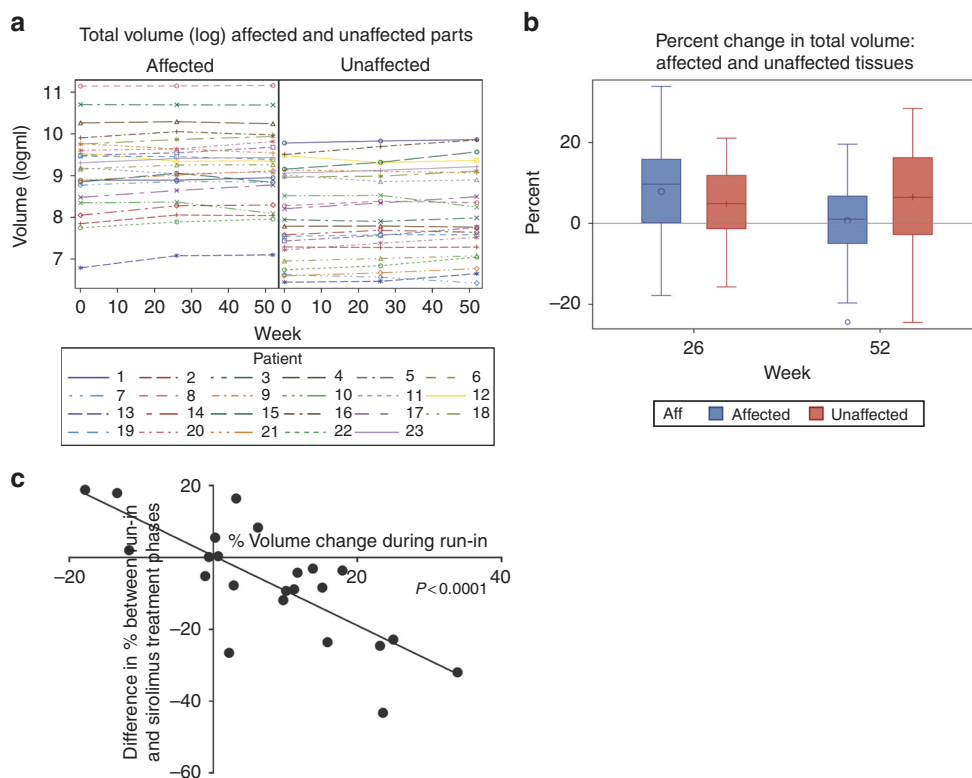 a
Total volume (log) affected and unaffected parts
Affected
Unaffected
Volume (logml)
11
10
9
8
7
0 10 20 30 40 50 0 10 20 30 40 50
Week
Patient
1 2 3 4 5 6
7 8 9 10 11 12
13 14 15 16 17 18
19 20 21 22 23
b
Percent change in total volume:
affected and unaffected tissues
Percent
20
0
–20
26 52
Week
Aff Affected Unaffected
c
Difference in % between run-in
and sirolimus treatment phases
20
% Volume change during run-in
–20 20 40
P<0.0001
–20
–40
–60